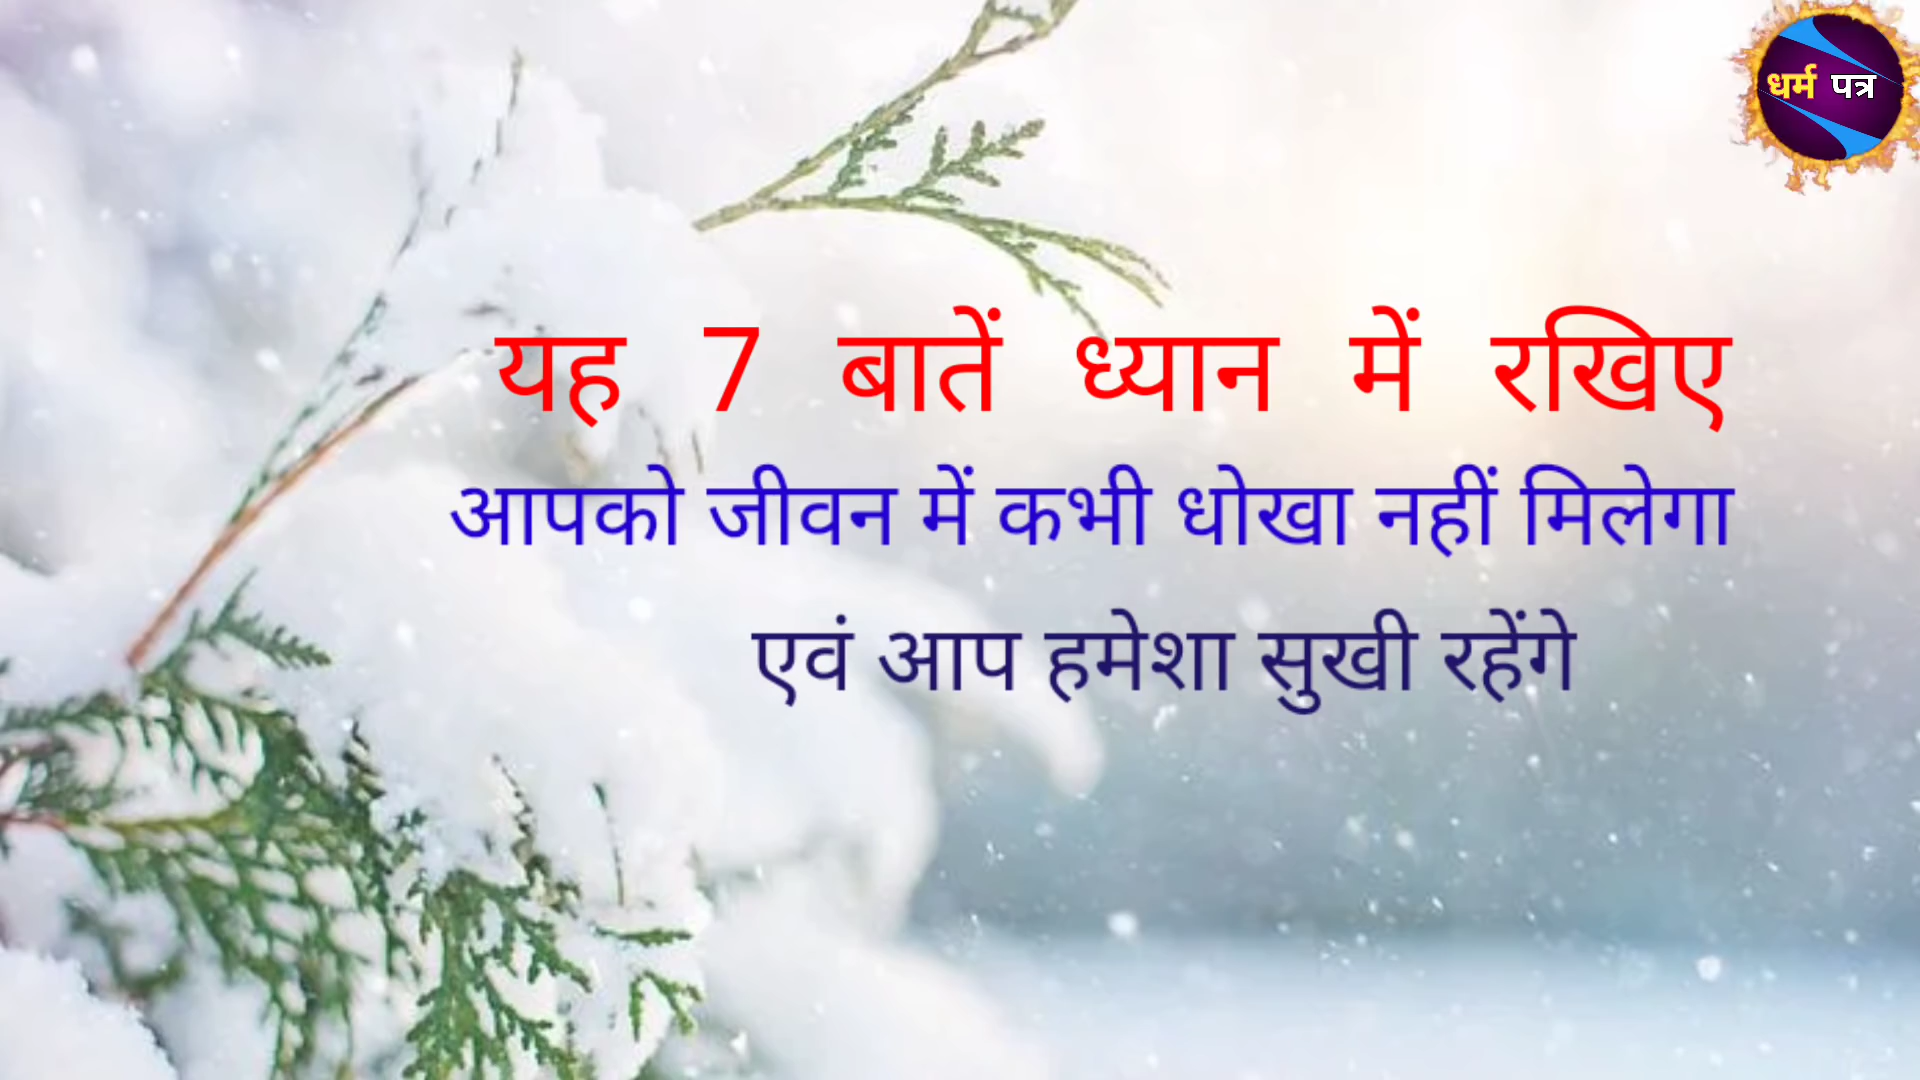 धर्म पत्र
यह 7 बातें ध्यान में रखिए
आपको जीवन में कभी धोखा नहीं मिलेगा
एवं आप हमेशा सुखी रहेंगे